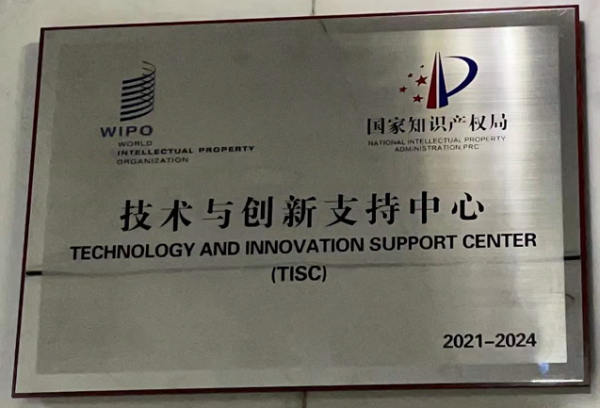 WIPO
WORLD
INTELLECTUAL PROPERTY
ORGANIZATION
国家知识产权局
NATIONAL INTELLECTUAL PROPERTY
ADMINISTRATION,PRC
技术与创新支持中心
TECHNOLOGY AND INNOVATION SUPPORT CENTER
(TISC)
2021-2024